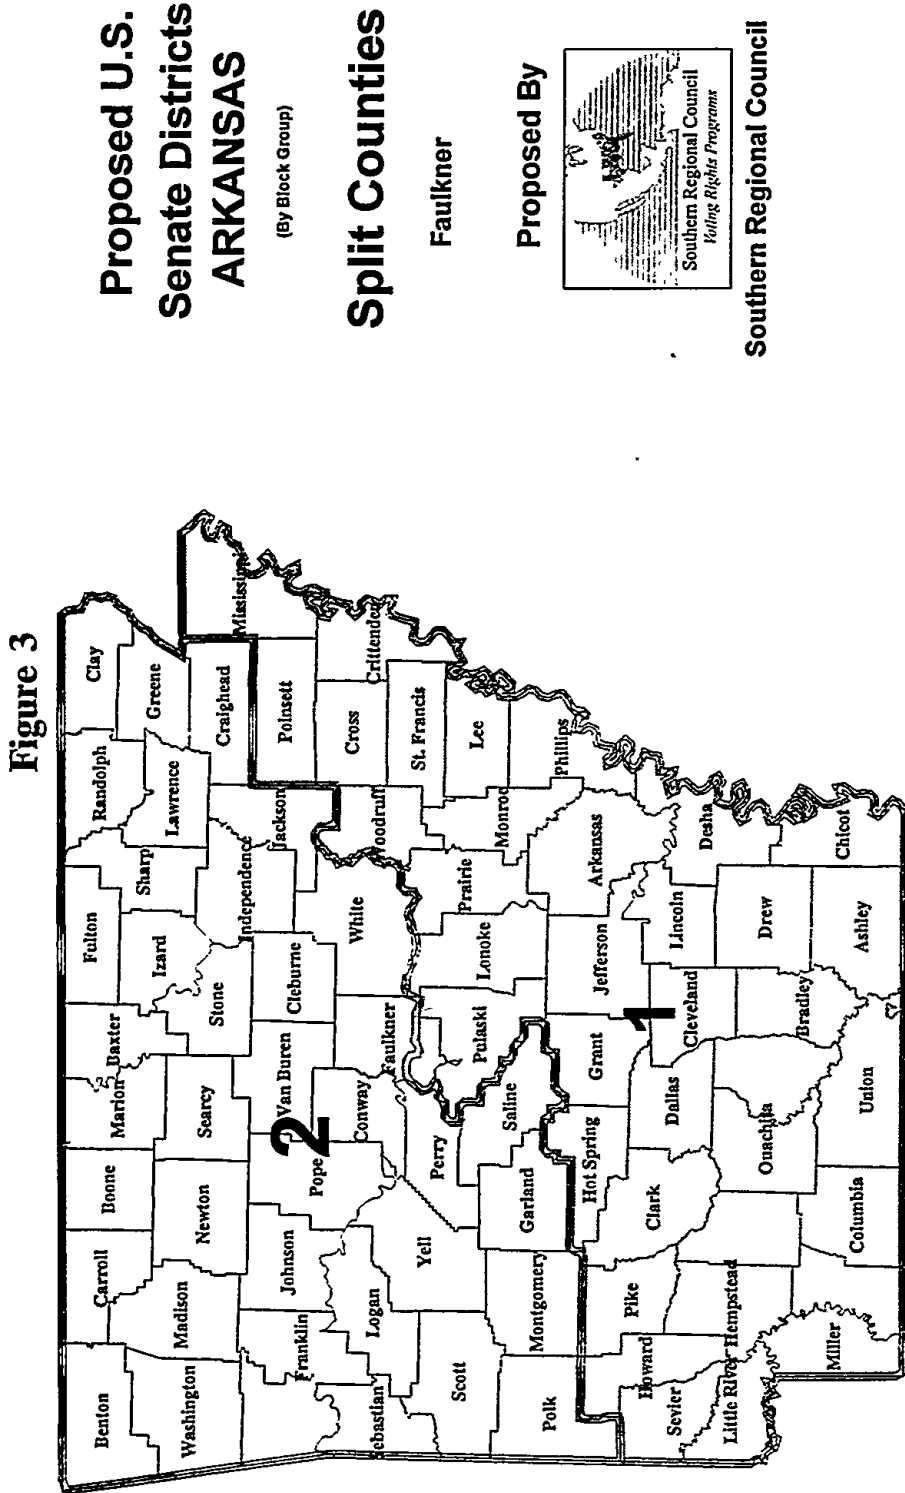 Figure 3
Proposed U.S.
Senate Districts
ARKANSAS
(By Block Group)
Split Counties
Faulkner
Proposed By
Southern Regional Council
Voting Rights Programs
Southern Regional Council
Benton
Carroll
Boone
Marion
Baxter
Fulton
Randolph
Clay
Washington
Madison
Newton
Searcy
Stone
Izard
Sharp
Lawrence
Greene
Craighead
Mississippi
Franklin
Johnson
Pope
2
Van Buren
Cleburne
Independence
Jackson
Poinsett
Sebastian
Logan
Conway
Faulkner
White
Woodruff
Cross
Crittenden
Scott
Yell
Perry
Pulaski
Lonoke
Prairie
Monroe
St. Francis
Lee
Phillips
Polk
Montgomery
Garland
Saline
Grant
Jefferson
Arkansas
Howard
Pike
Clark
Hot Spring
Dallas
1
Cleveland
Lincoln
Desha
Sevier
Little River
Hempstead
Ouachita
Bradley
Drew
Chicot
Miller
Columbia
Union
Ashley